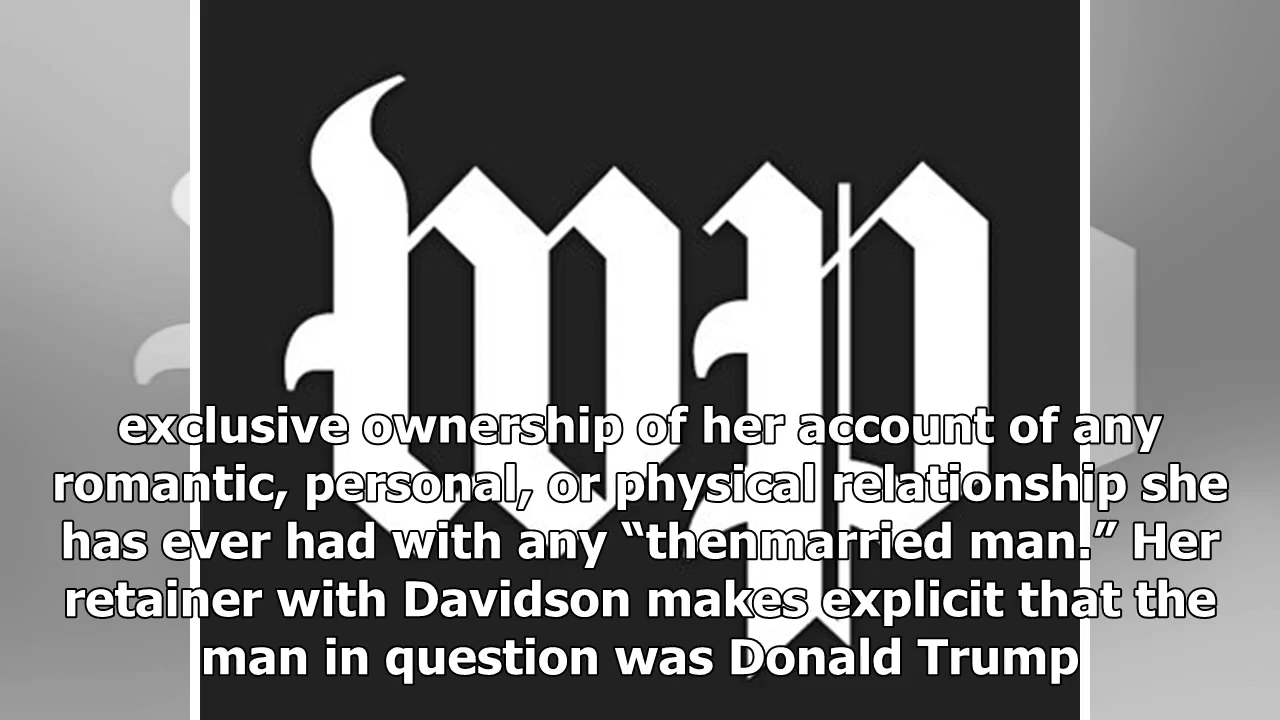 wp
exclusive ownership of her account of any
romantic, personal, or physical relationship she
has ever had with any “thenmarried man.” Her
retainer with Davidson makes explicit that the
man in question was Donald Trump